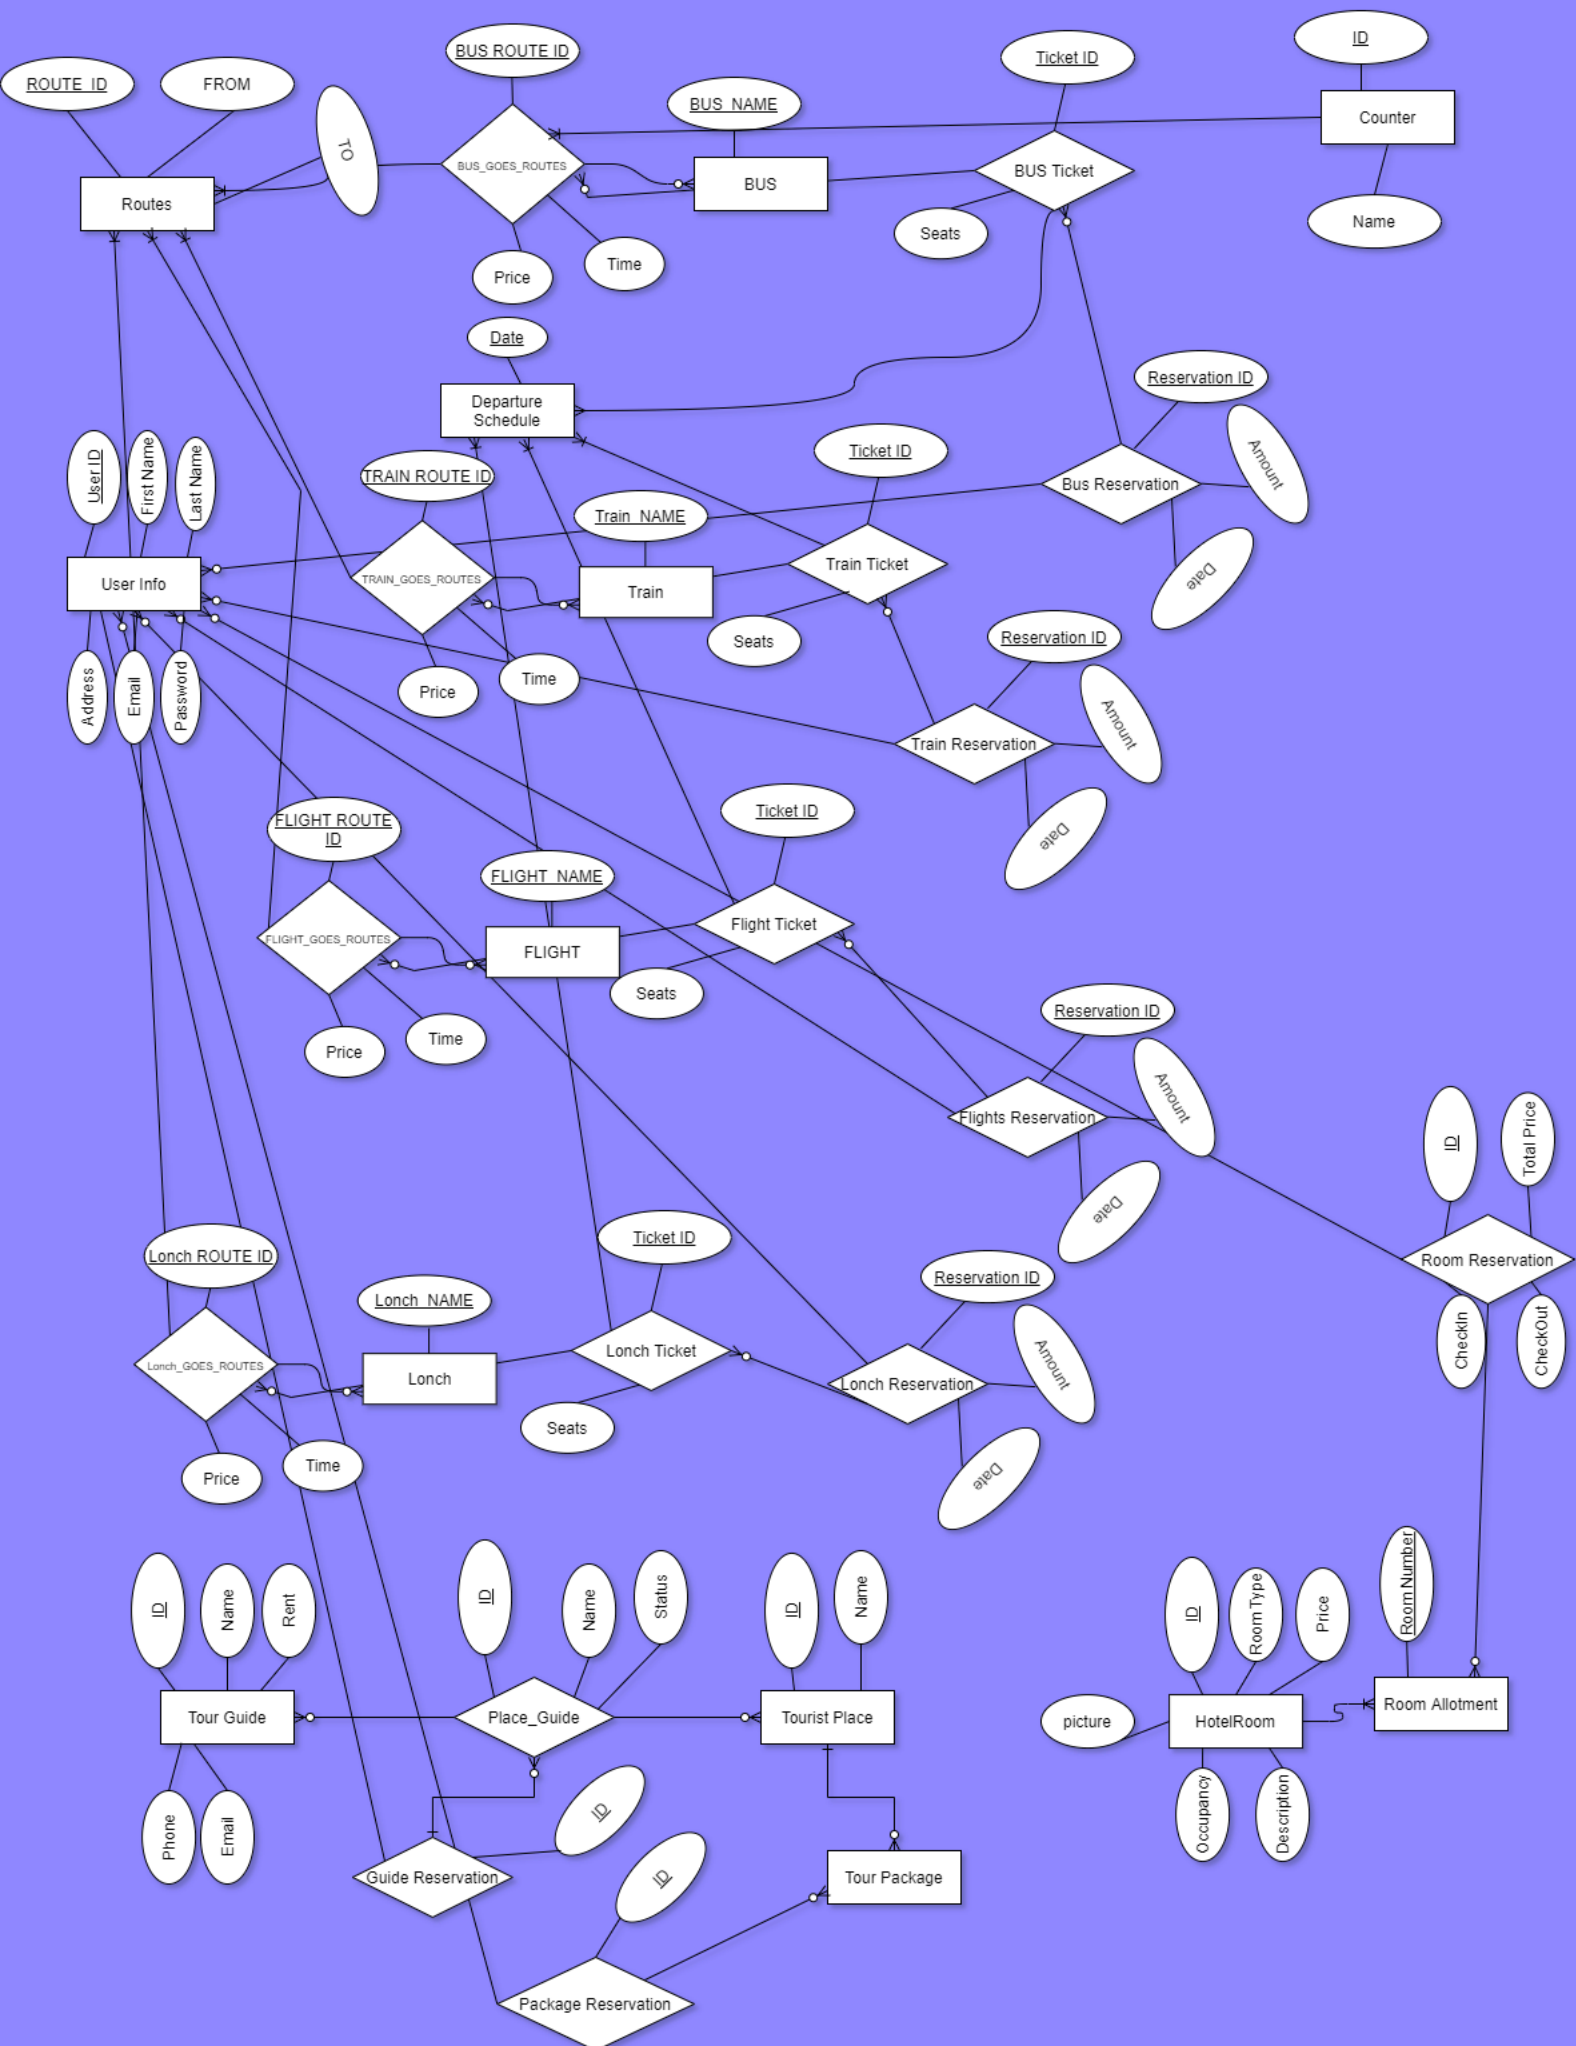 ID
BUS ROUTE ID
Ticket ID
ROUTE_ID
FROM
BUS_NAME
Counter
TO
BUS_GOES_ROUTES
BUS
BUS Ticket
Routes
Seats
Name
Price
Time
Date
Departure
Schedule
Reservation ID
Amount
User ID
First Name
Last Name
TRAIN ROUTE ID
Ticket ID
Bus Reservation
Train_NAME
Date
User Info
TRAIN_GOES_ROUTES
Train
Train Ticket
Seats
Reservation ID
Address
Email
Password
Price
Time
Amount
Train Reservation
FLIGHT ROUTE
ID
Ticket ID
Date
FLIGHT_NAME
FLIGHT_GOES_ROUTES
FLIGHT
Flight Ticket
Seats
Reservation ID
Price
Time
Amount
Flights Reservation
ID
Total Price
Date
Lonch ROUTE ID
Ticket ID
Room Reservation
Lonch_NAME
Reservation ID
CheckIn
CheckOut
Lonch_GOES_ROUTES
Lonch
Lonch Ticket
Amount
Lonch Reservation
Seats
Price
Time
Date
ID
Name
Rent
ID
Name
Status
ID
Name
ID
Room Type
Price
Room Number
Tour Guide
Place_Guide
Tourist Place
picture
HotelRoom
Room Allotment
Phone
Email
ID
Occupancy
Description
Guide Reservation
ID
Tour Package
Package Reservation